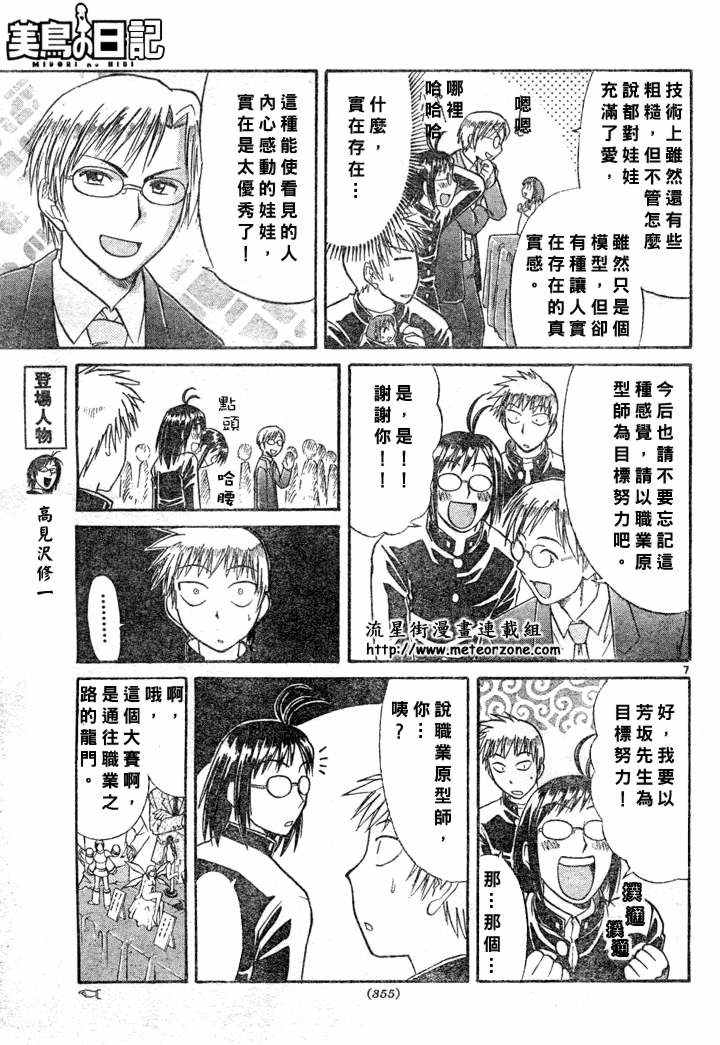 美鳥の日記
MIDORI no HIBI
技術上雖然還有些
粗糙，但不管怎麼
說都對娃娃
充滿了愛，
雖然只是個
模型，但卻
有種讓人實
在存在的真
實感。
嗯嗯
哪裡
哈哈哈
什麼，
實在存在…
這種能使看見的人
內心感動的娃娃，
實在是太優秀了！
今后也請不要忘記這
種感覺，請以職業原
型師為目標努力吧。
是，是！！
謝謝你！！
點頭
哈腰
………
登場人物
高見沢修一
流星街漫畫連載組
http://www.meteorzone.com
7
好，我要以
芳坂先生為
目標努力！
撲通
撲通
那…那個…
說職業原型師，
你…
咦？
啊，
哦，
這個大賽啊，
是通往職業之
路的龍門。
(355)